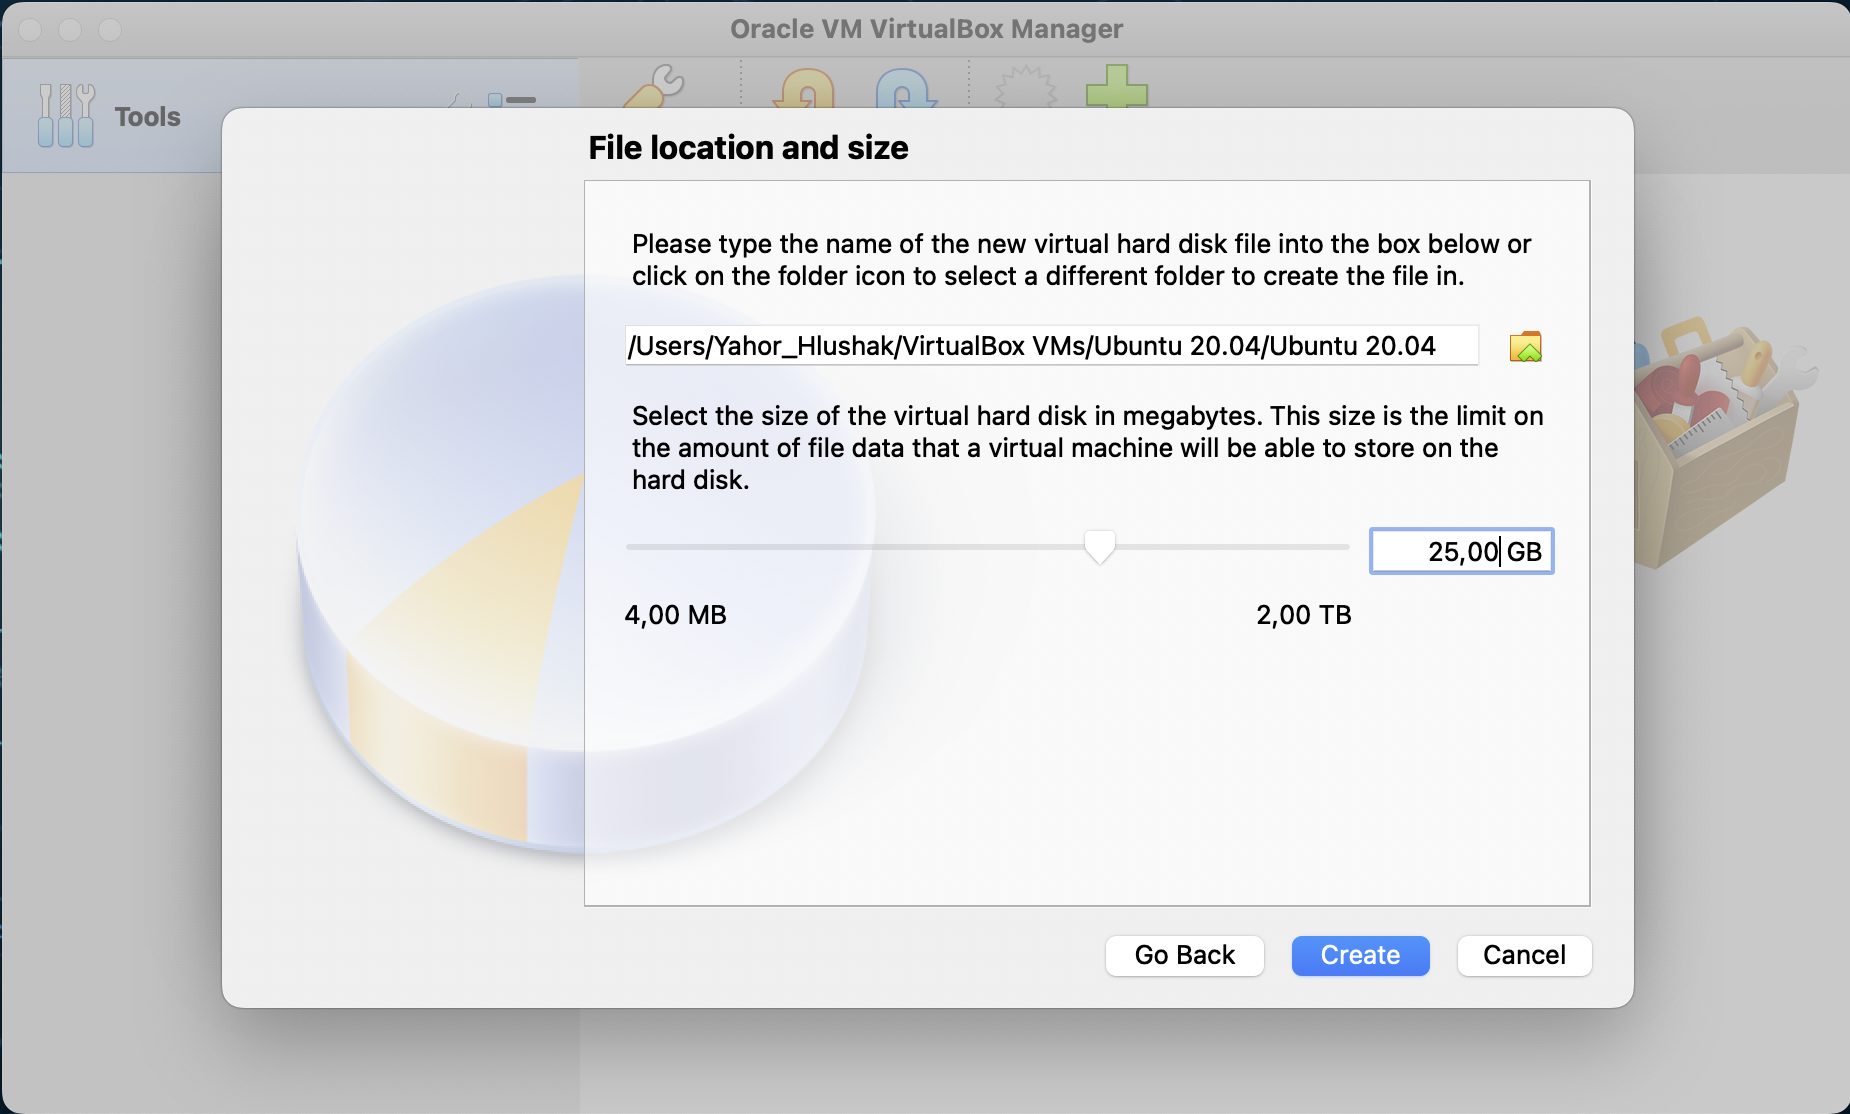 Oracle VM VirtualBox Manager
Tools
File location and size
Please type the name of the new virtual hard disk file into the box below or
click on the folder icon to select a different folder to create the file in.
/Users/Yahor_Hlushak/VirtualBox VMs/Ubuntu 20.04/Ubuntu 20.04
Select the size of the virtual hard disk in megabytes. This size is the limit on
the amount of file data that a virtual machine will be able to store on the
hard disk.
25,00 GB
4,00 MB
2,00 TB
Go Back
Create
Cancel